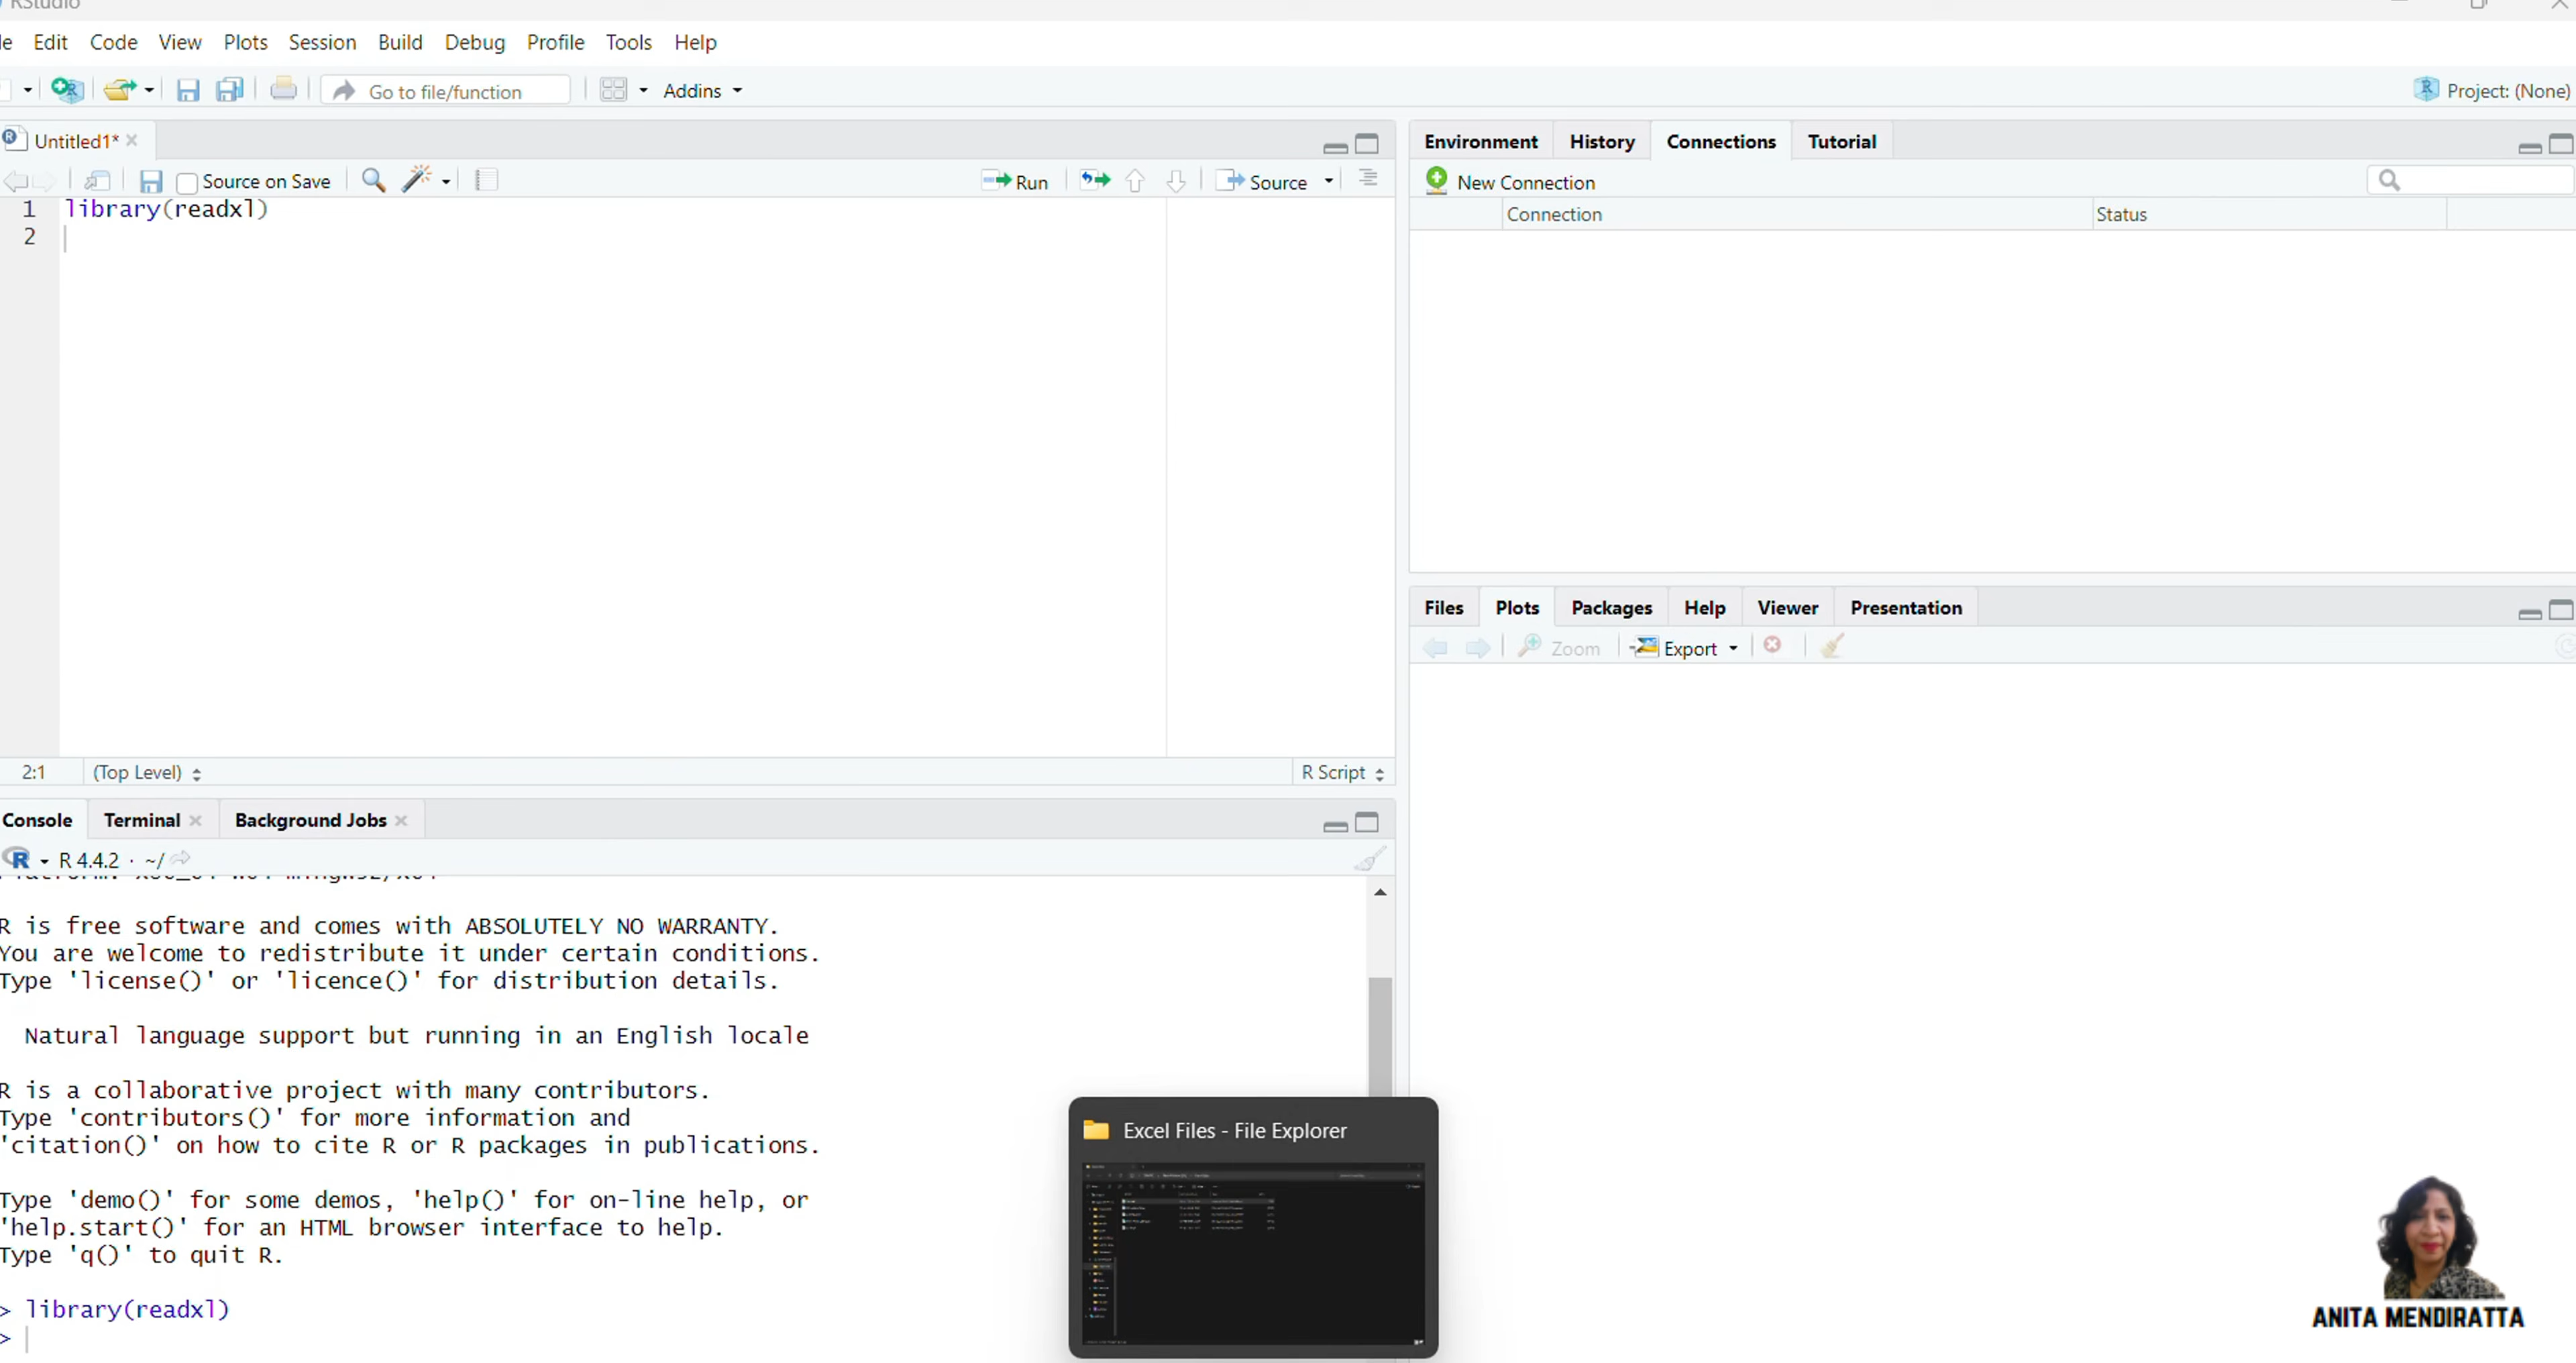 RStudio
Edit Code View Plots Session Build Debug Profile Tools Help
Go to file/function Addins Project: (None)
Untitled1*
Source on Save Run Source
1 library(readxl)
2
2:1 (Top Level) R Script
Console Terminal Background Jobs
R 4.4.2 · ~/
R is free software and comes with ABSOLUTELY NO WARRANTY.
You are welcome to redistribute it under certain conditions.
Type 'license()' or 'licence()' for distribution details.
Natural language support but running in an English locale
R is a collaborative project with many contributors.
Type 'contributors()' for more information and
'citation()' on how to cite R or R packages in publications.
Type 'demo()' for some demos, 'help()' for on-line help, or
'help.start()' for an HTML browser interface to help.
Type 'q()' to quit R.
> library(readxl)
>
Environment History Connections Tutorial
New Connection
Connection Status
Files Plots Packages Help Viewer Presentation
Zoom Export
Excel Files - File Explorer
ANITA MENDIRATTA